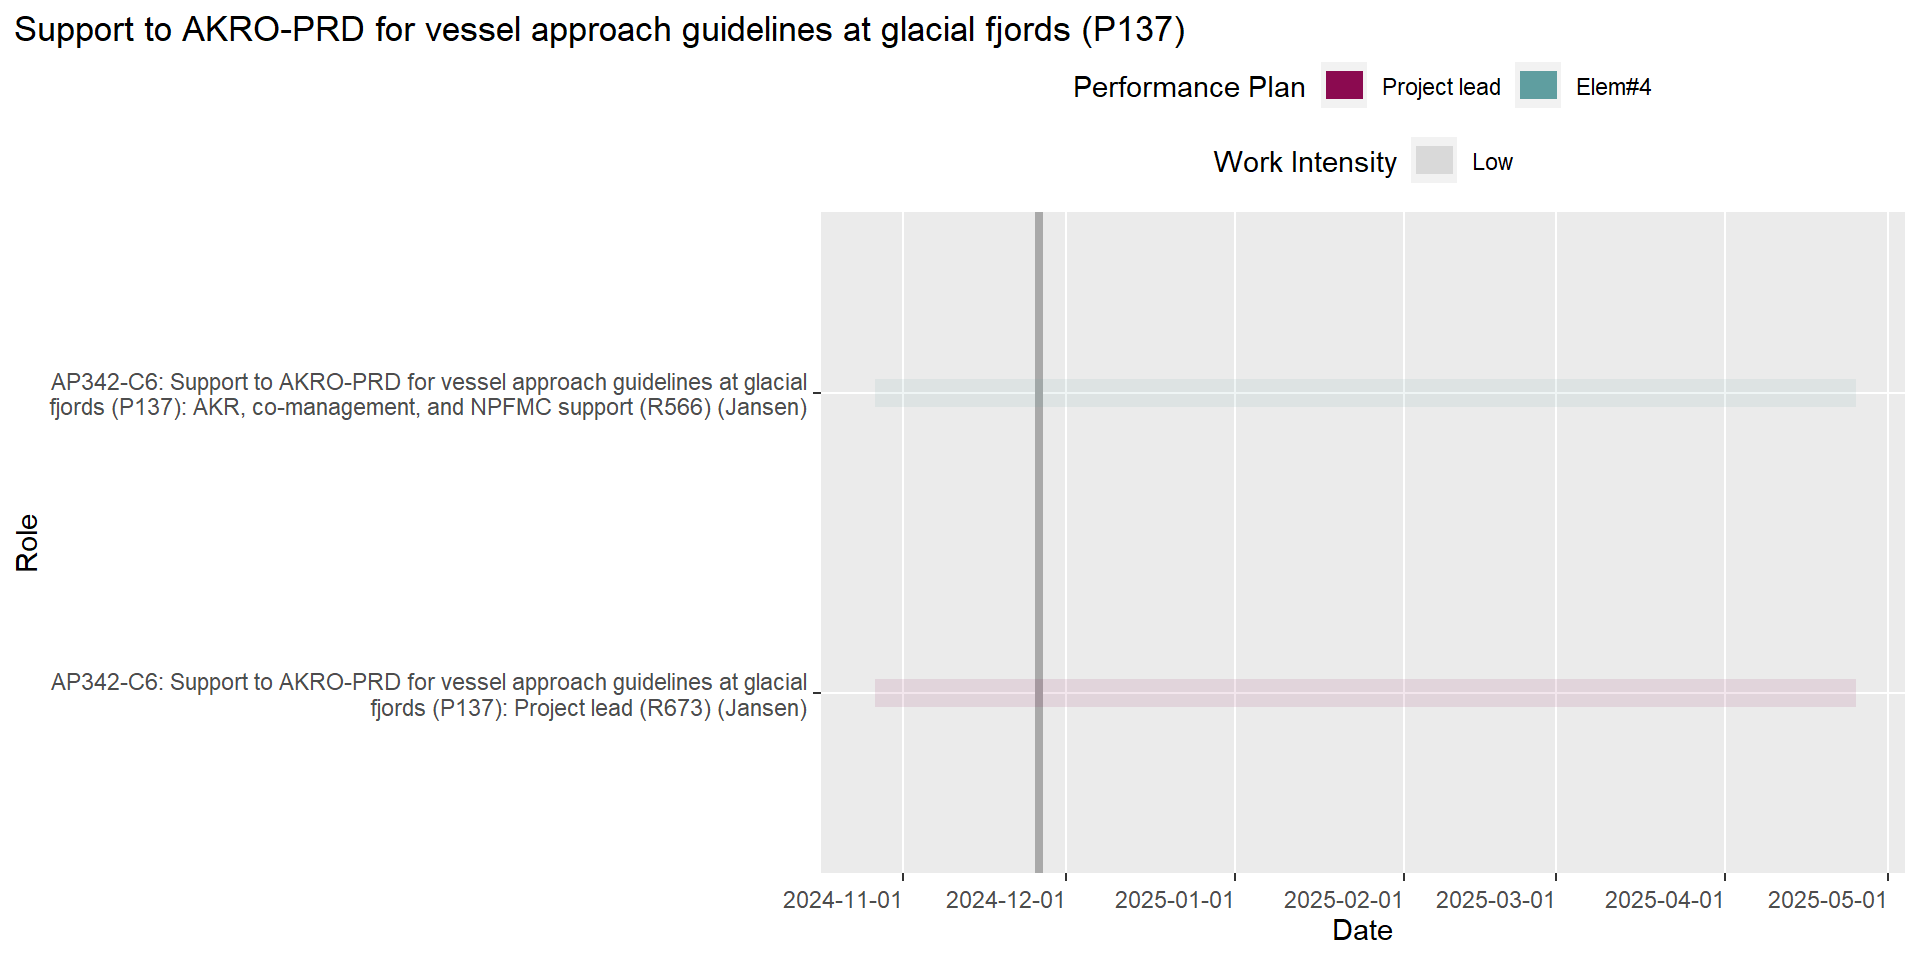 Support to AKRO-PRD for vessel approach guidelines at glacial fjords (P137)
Performance Plan Project lead Elem#4
Work Intensity Low
AP342-C6: Support to AKRO-PRD for vessel approach guidelines at glacial
fjords (P137): AKR, co-management, and NPFMC support (R566) (Jansen)
Role
AP342-C6: Support to AKRO-PRD for vessel approach guidelines at glacial
fjords (P137): Project lead (R673) (Jansen)
2024-11-01 2024-12-01 2025-01-01 2025-02-01 2025-03-01 2025-04-01 2025-05-01
Date